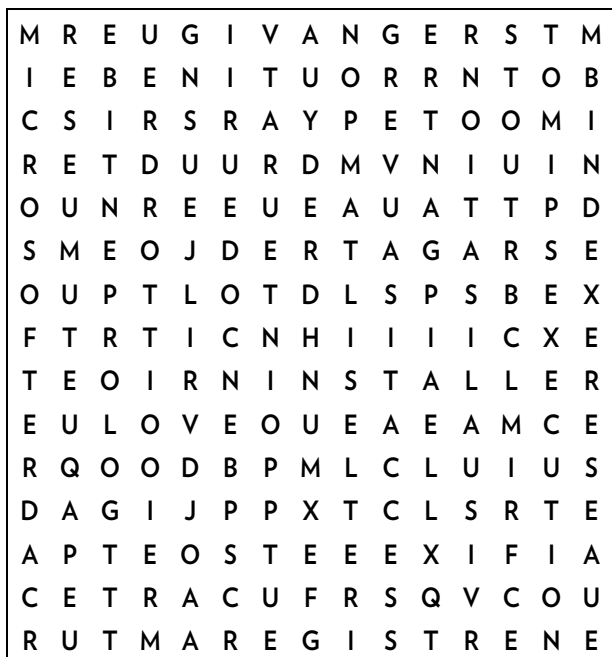 M R E U G I V A N G E R S T M
I E B E N I T U O R R N T O B
C S I R S R A Y P E T O O M I
R E T D U U R D M V N I U I N
O U N R E E U E A U A T T P D
S M E O J D E R T A G A R S E
O U P T L O T D L S P S B E X
F T R T I C N H I I I I C X E
T E O I R N I N S T A L L E R
E U L O V E O U E A E A M C E
R Q O O D B P M L C L U I U S
D A G I J P P X T C L S R T E
A P T E O S T E E E X I F I A
C E T R A C U F R S Q V C O U
R U T M A R E G I S T R E N E